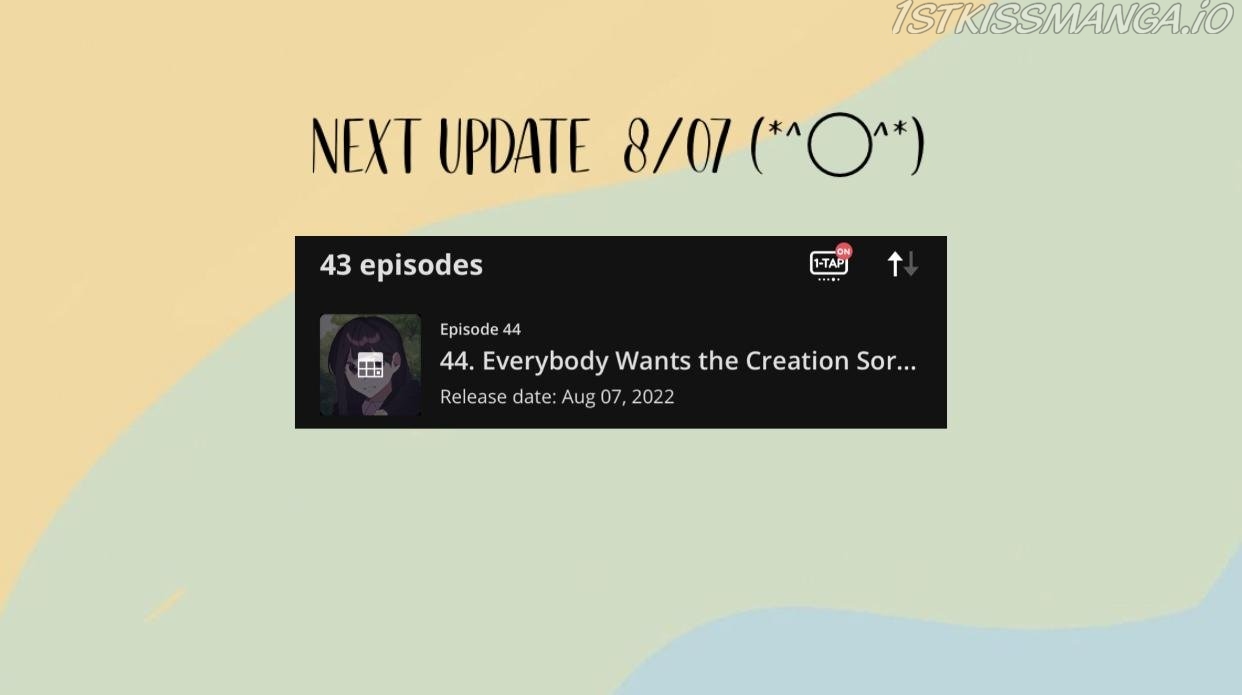 1STKISSMANGA.IO
NEXT UPDATE 8/07 (*^◯^*)
43 episodes
1-TAP
ON
Episode 44
44. Everybody Wants the Creation Sor...
Release date: Aug 07, 2022